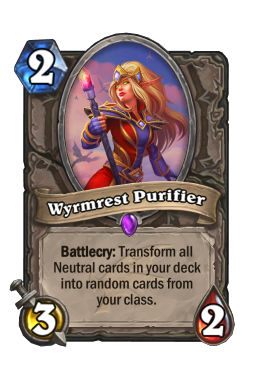 2
Wyrmrest Purifier
Battlecry: Transform all
Neutral cards in your deck
into random cards from
your class.
3
2